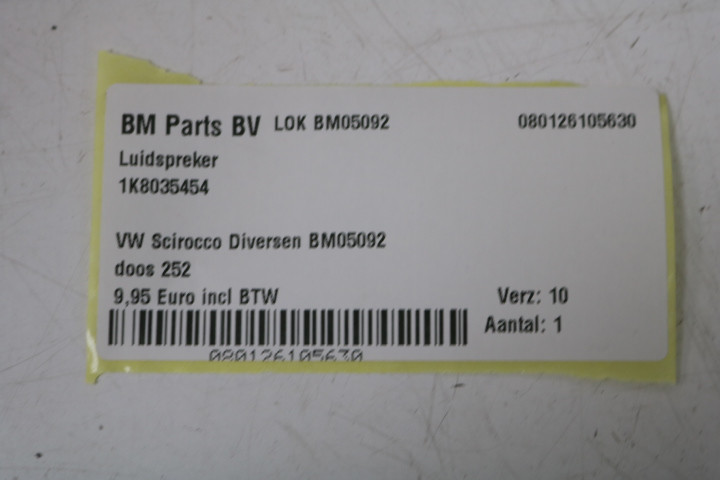 BM Parts BV LOK BM05092 080126105630
Luidspreker
1K8035454
VW Scirocco Diversen BM05092
doos 252
9,95 Euro incl BTW Verz: 10
Aantal: 1
080126105630